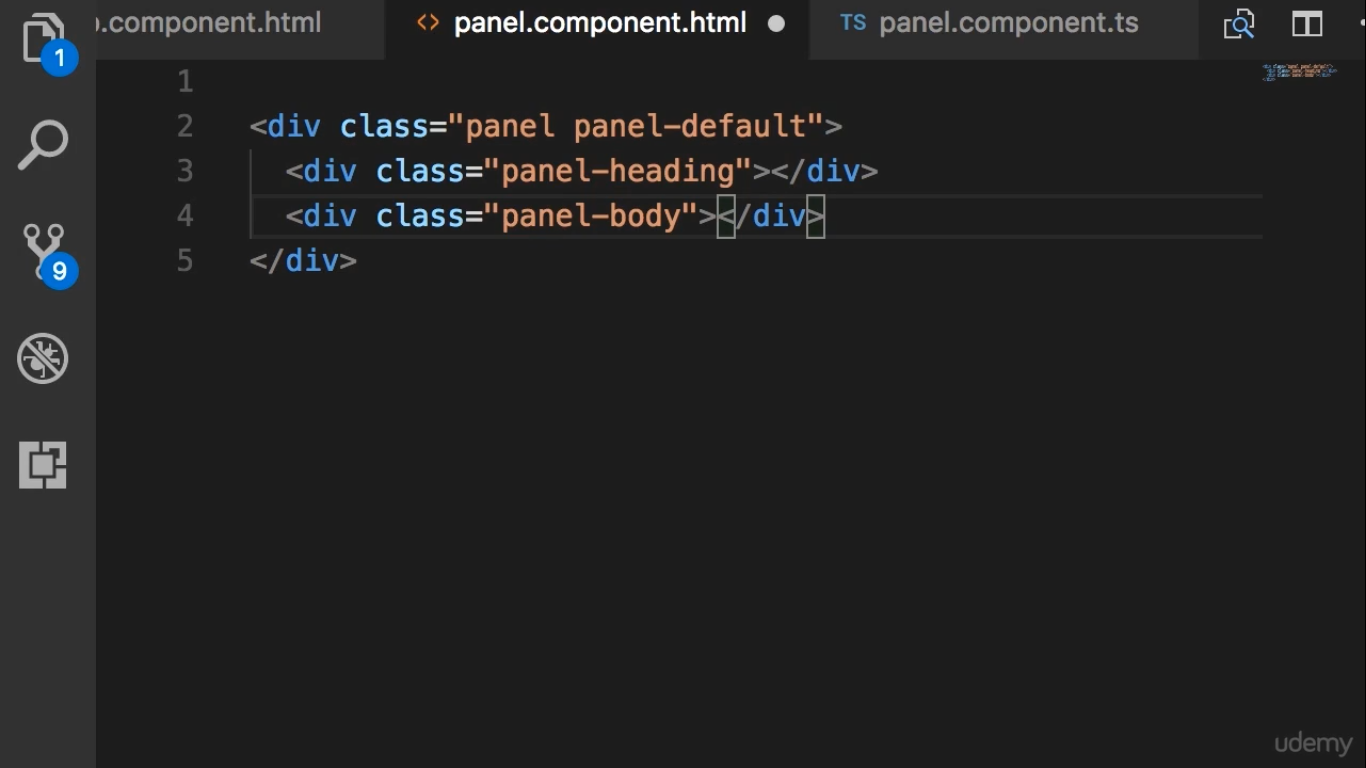 .component.html
<> panel.component.html
TS panel.component.ts
1
1
2 <div class="panel panel-default">
3 <div class="panel-heading"></div>
4 <div class="panel-body"></div>
5 </div>
9
udemy